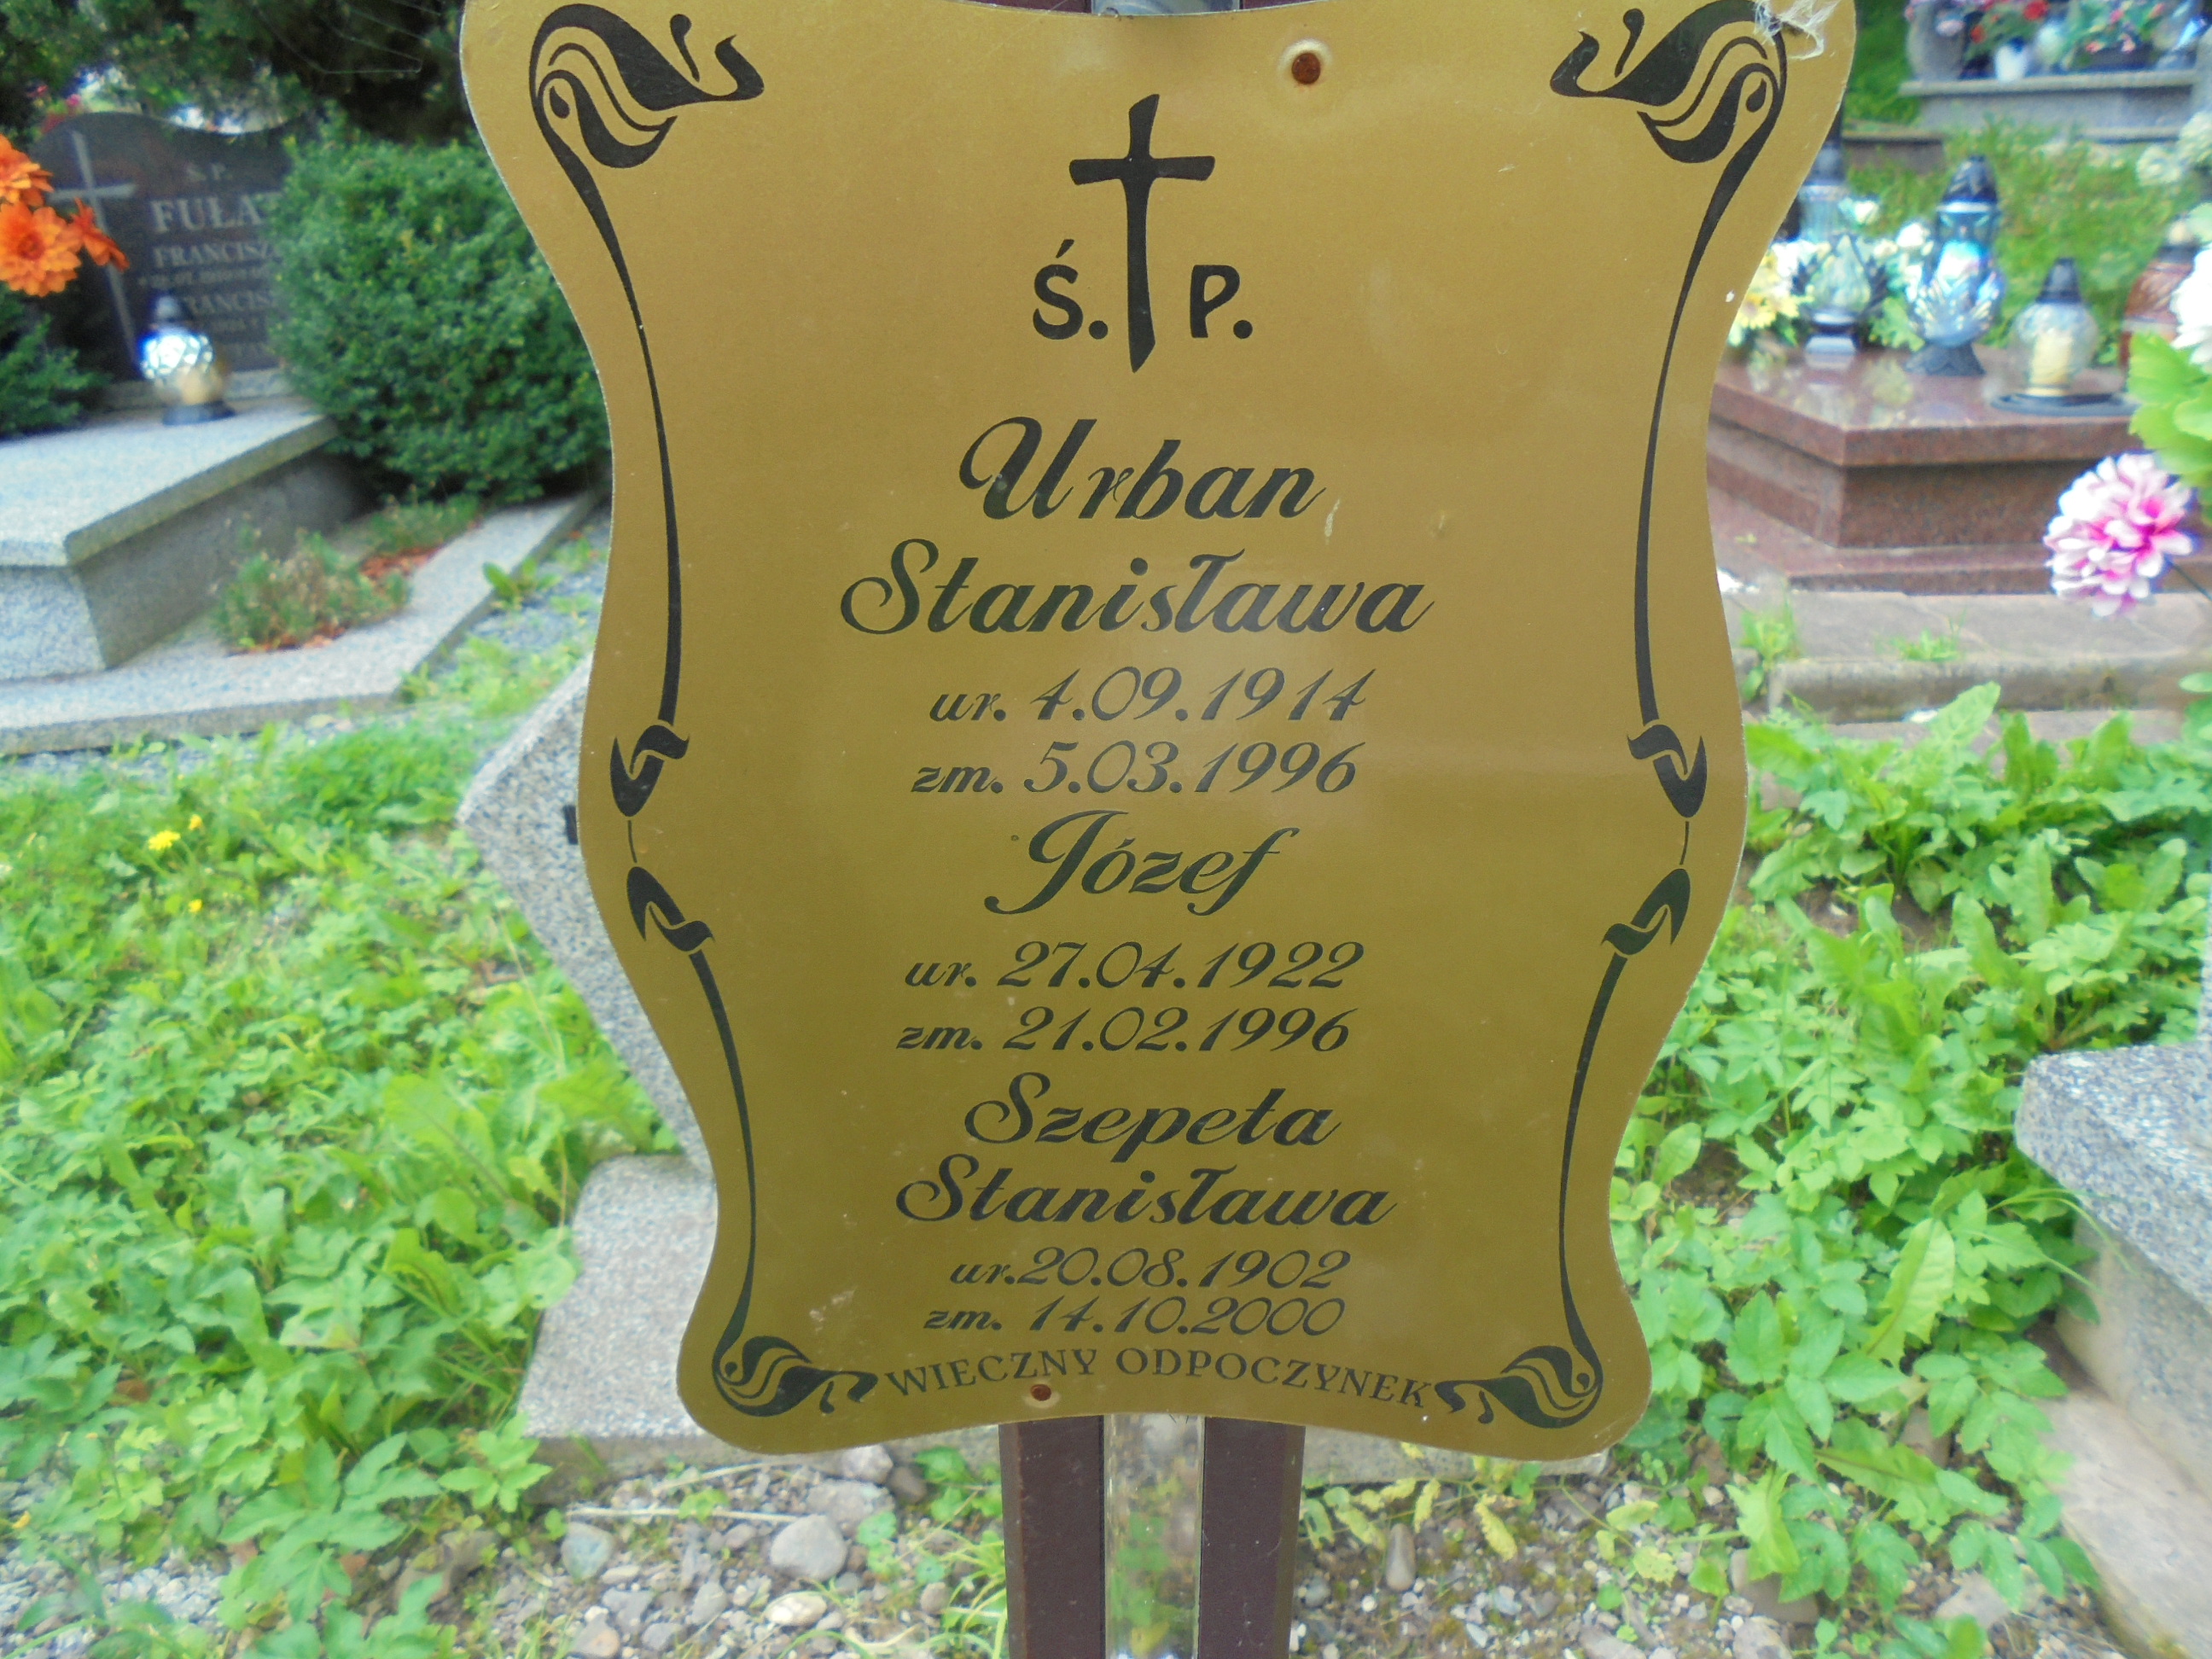 Ś. P.
Urban
Stanisława
ur. 4.09.1914
zm. 5.03.1996
Józef
ur. 27.04.1922
zm. 21.02.1996
Szepeta
Stanisława
ur.20.08.1902
zm. 14.10.2000
WIECZNY ODPOCZYNEK
Ś.P.